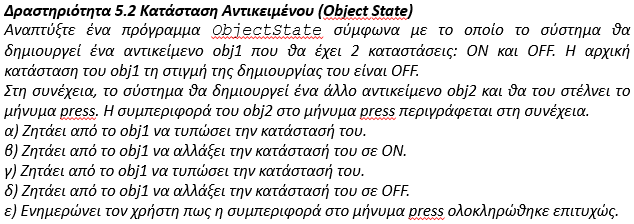 Δραστηριότητα 5.2 Κατάσταση Αντικειμένου (Object State)
Αναπτύξτε ένα πρόγραμμα ObjectState σύμφωνα με το οποίο το σύστημα θα
δημιουργεί ένα αντικείμενο obj1 που θα έχει 2 καταστάσεις: ON και OFF. Η αρχική
κατάσταση του obj1 τη στιγμή της δημιουργίας του είναι OFF.
Στη συνέχεια, το σύστημα θα δημιουργεί ένα άλλο αντικείμενο obj2 και θα του στέλνει το
μήνυμα press. Η συμπεριφορά του obj2 στο μήνυμα press περιγράφεται στη συνέχεια.
α) Ζητάει από το obj1 να τυπώσει την κατάστασή του.
β) Ζητάει από το obj1 να αλλάξει την κατάστασή του σε ON.
γ) Ζητάει από το obj1 να τυπώσει την κατάστασή του.
δ) Ζητάει από το obj1 να αλλάξει την κατάστασή του σε OFF.
ε) Ενημερώνει τον χρήστη πως η συμπεριφορά στο μήνυμα press ολοκληρώθηκε επιτυχώς.